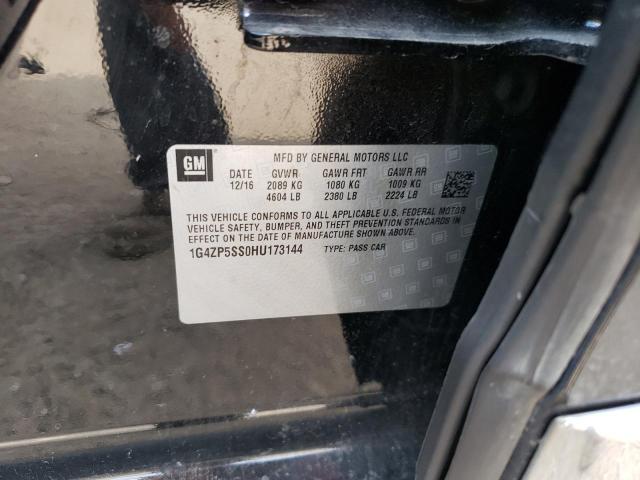 GM
MFD BY GENERAL MOTORS LLC
DATE GVWR GAWR FRT GAWR RR
12/16 2089 KG 1080 KG 1009 KG
4604 LB 2380 LB 2224 LB
THIS VEHICLE CONFORMS TO ALL APPLICABLE U.S. FEDERAL MOTOR
VEHICLE SAFETY, BUMPER, AND THEFT PREVENTION STANDARDS IN
EFFECT ON THE DATE OF MANUFACTURE SHOWN ABOVE.
1G4ZP5SS0HU173144 TYPE: PASS CAR